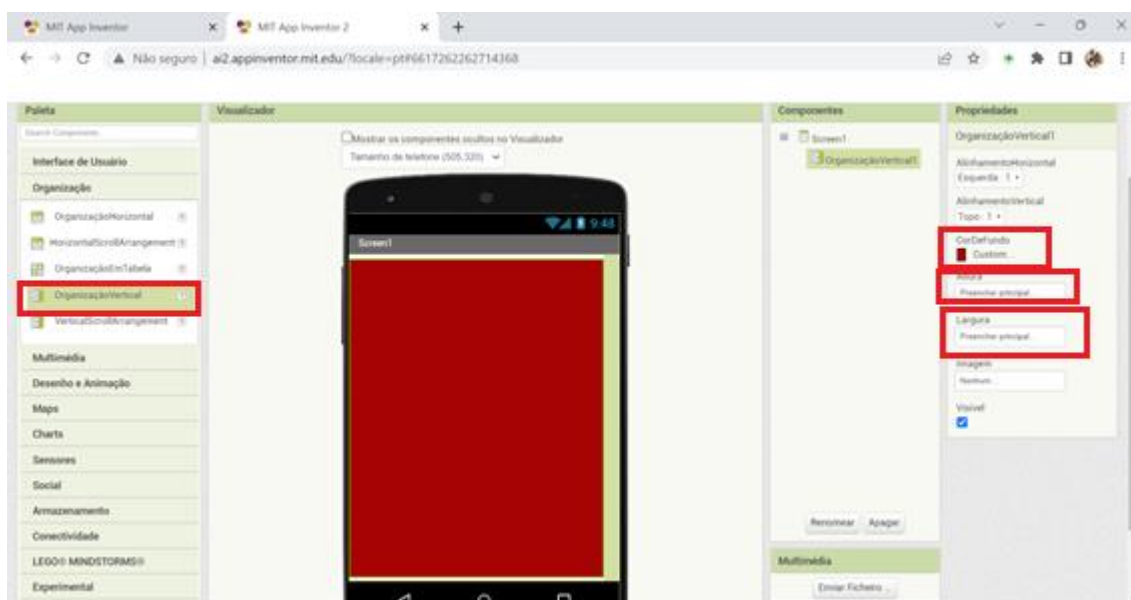 MIT App Inventor
MIT App Inventor 2
Não seguro
ai2.appinventor.mit.edu/?locale=pt#6617262262714368
Paleta
Search Components...
Interface de Usuário
Organização
OrganizaçãoHorizontal
HorizontalScrollArrangement
OrganizaçãoEmTabela
OrganizaçãoVertical
VerticalScrollArrangement
Multimédia
Desenho e Animação
Maps
Charts
Sensores
Social
Armazenamento
Conectividade
LEGO® MINDSTORMS®
Experimental
Visualizador
Mostrar os componentes ocultos no Visualizador
Tamanho de telefone (505,320)
9:48
Screen1
Componentes
Screen1
OrganizaçãoVertical1
Renomear
Apagar
Multimédia
Enviar Ficheiro ...
Propriedades
OrganizaçãoVertical1
AlinhamentoHorizontal
Esquerda : 1
AlinhamentoVertical
Topo : 1
CorDeFundo
Custom...
Altura
Preencher principal...
Largura
Preencher principal...
Imagem
Nenhum...
Visível